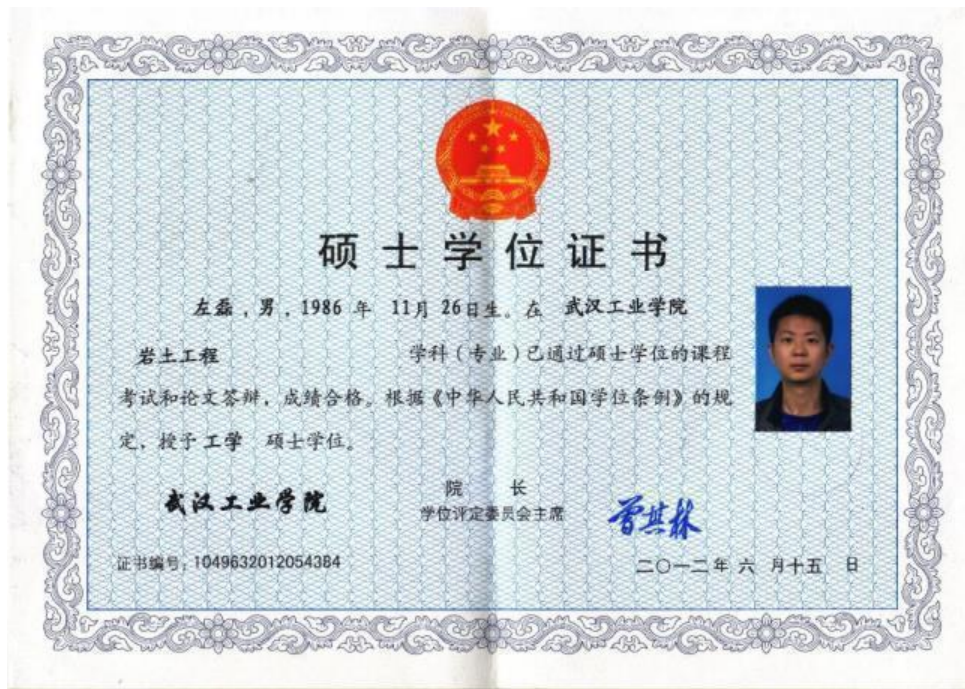 硕士学位证书
左磊，男，1986 年 11月 26日生。在 武汉工业学院
岩土工程 学科（专业）已通过硕士学位的课程
考试和论文答辩，成绩合格。根据《中华人民共和国学位条例》的规
定，授予 工学 硕士学位。
武汉工业学院
院 长
学位评定委员会主席
曾其林
证书编号：1049632012054384
二〇一二年 六 月十五 日